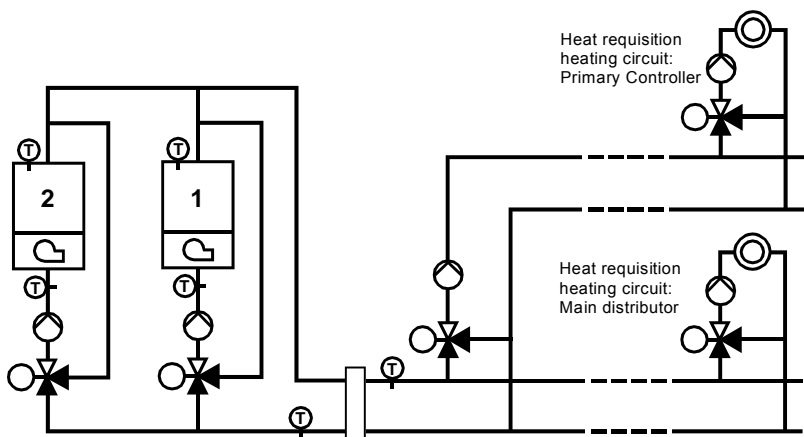 Heat requisition
heating circuit:
Primary Controller
T
T
2
1
T
T
Heat requisition
heating circuit:
Main distributor
T
T